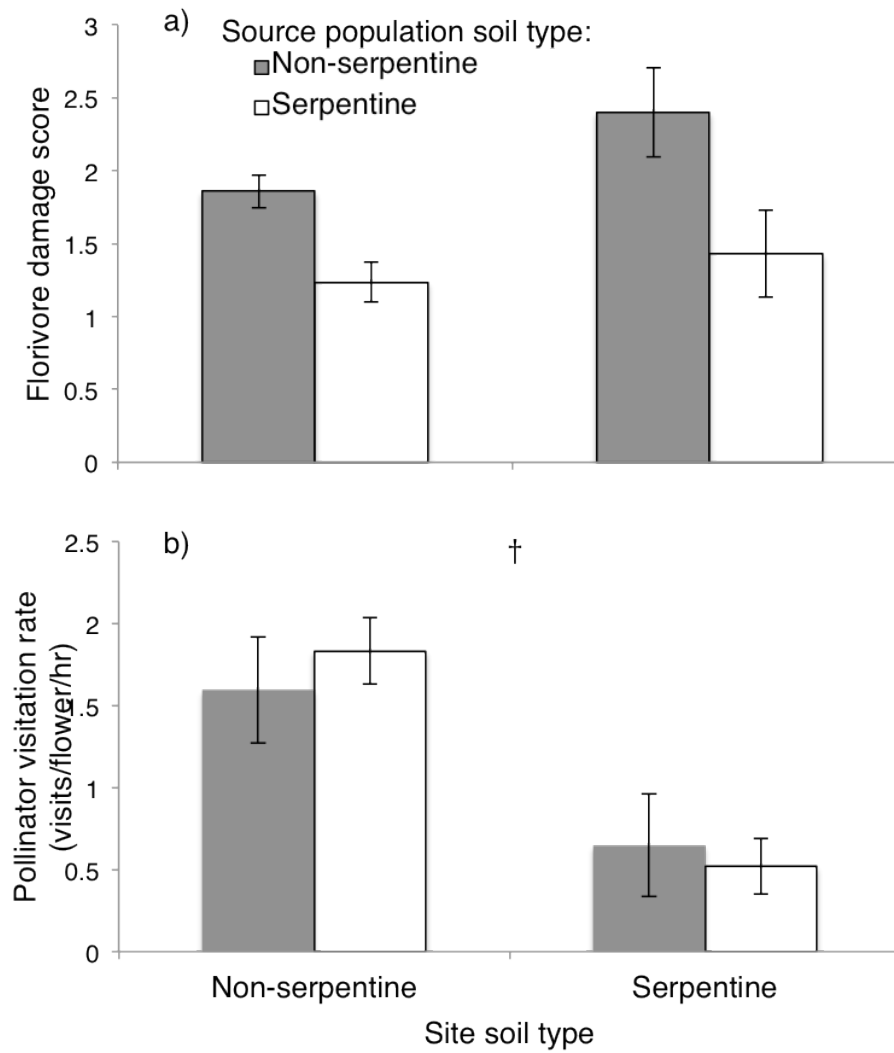 a)
Source population soil type:
Non-serpentine
Serpentine
Florivore damage score
3
2.5
2
1.5
1
0.5
0
b)
†
Pollinator visitation rate
(visits/flower/hr)
2.5
2
1.5
1
0.5
0
Non-serpentine
Serpentine
Site soil type